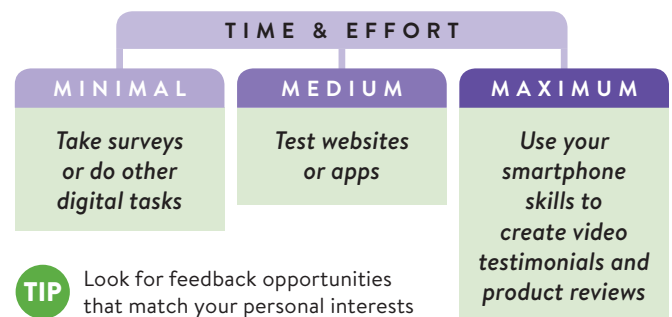 TIME & EFFORT
MINIMAL
Take surveys
or do other
digital tasks
MEDIUM
Test websites
or apps
MAXIMUM
Use your
smartphone
skills to
create video
testimonials and
product reviews
TIP
Look for feedback opportunities
that match your personal interests